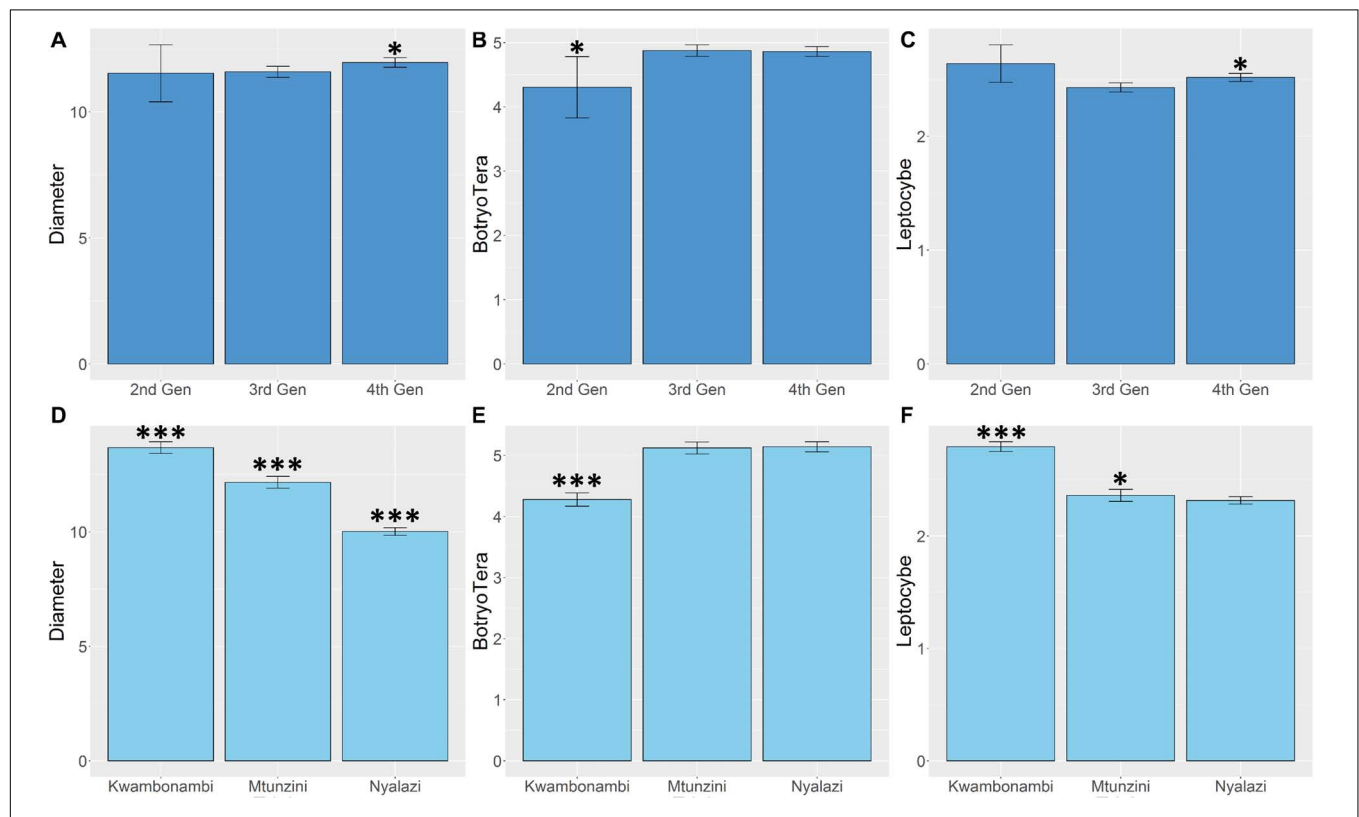 A
Diameter
10
5
0
*
2nd Gen 3rd Gen 4th Gen
B
BotryoTera
5
4
3
2
1
0
*
2nd Gen 3rd Gen 4th Gen
C
Leptocybe
2
1
0
*
2nd Gen 3rd Gen 4th Gen
D
Diameter
10
5
0
***
***
***
Kwambonambi Mtunzini Nyalazi
E
BotryoTera
5
4
3
2
1
0
***
Kwambonambi Mtunzini Nyalazi
F
Leptocybe
2
1
0
***
*
Kwambonambi Mtunzini Nyalazi